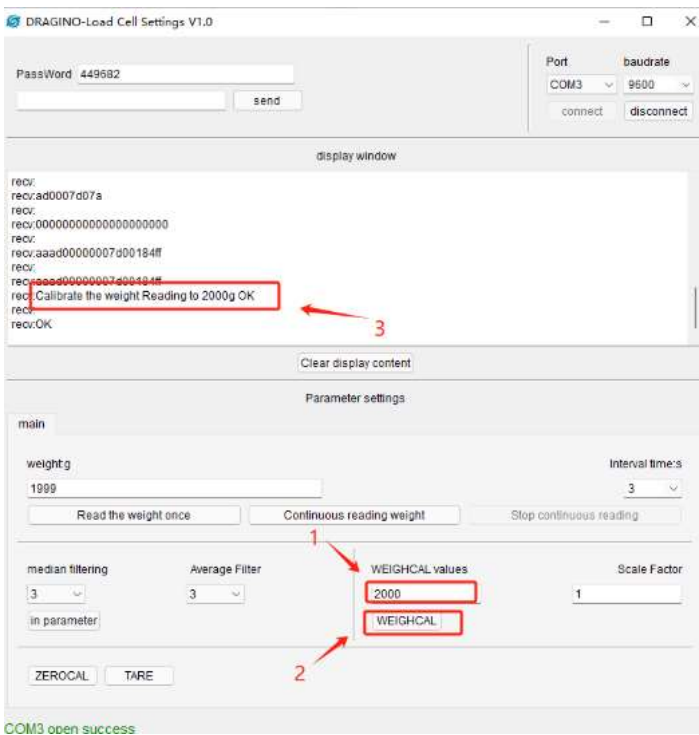 DRAGINO-Load Cell Settings V1.0
Port baudrate
PassWord 449682
COM3 9600
send
connect disconnect
display window
recv:
recv:ad0007d07a
recv:
recv:00000000000000000000
recv:
recv:aaad00000007d00184ff
recv:
recv:aaad00000007d00184ff
recv:Calibrate the weight Reading to 2000g OK
recv:
recv:OK
3
Clear display content
Parameter settings
main
weight:g Interval time:s
1999 3
Read the weight once Continuous reading weight Stop continuous reading
1
median filtering Average Filter WEIGHCAL values Scale Factor
3 3 2000 1
in parameter WEIGHCAL
2
ZEROCAL TARE
COM3 open success